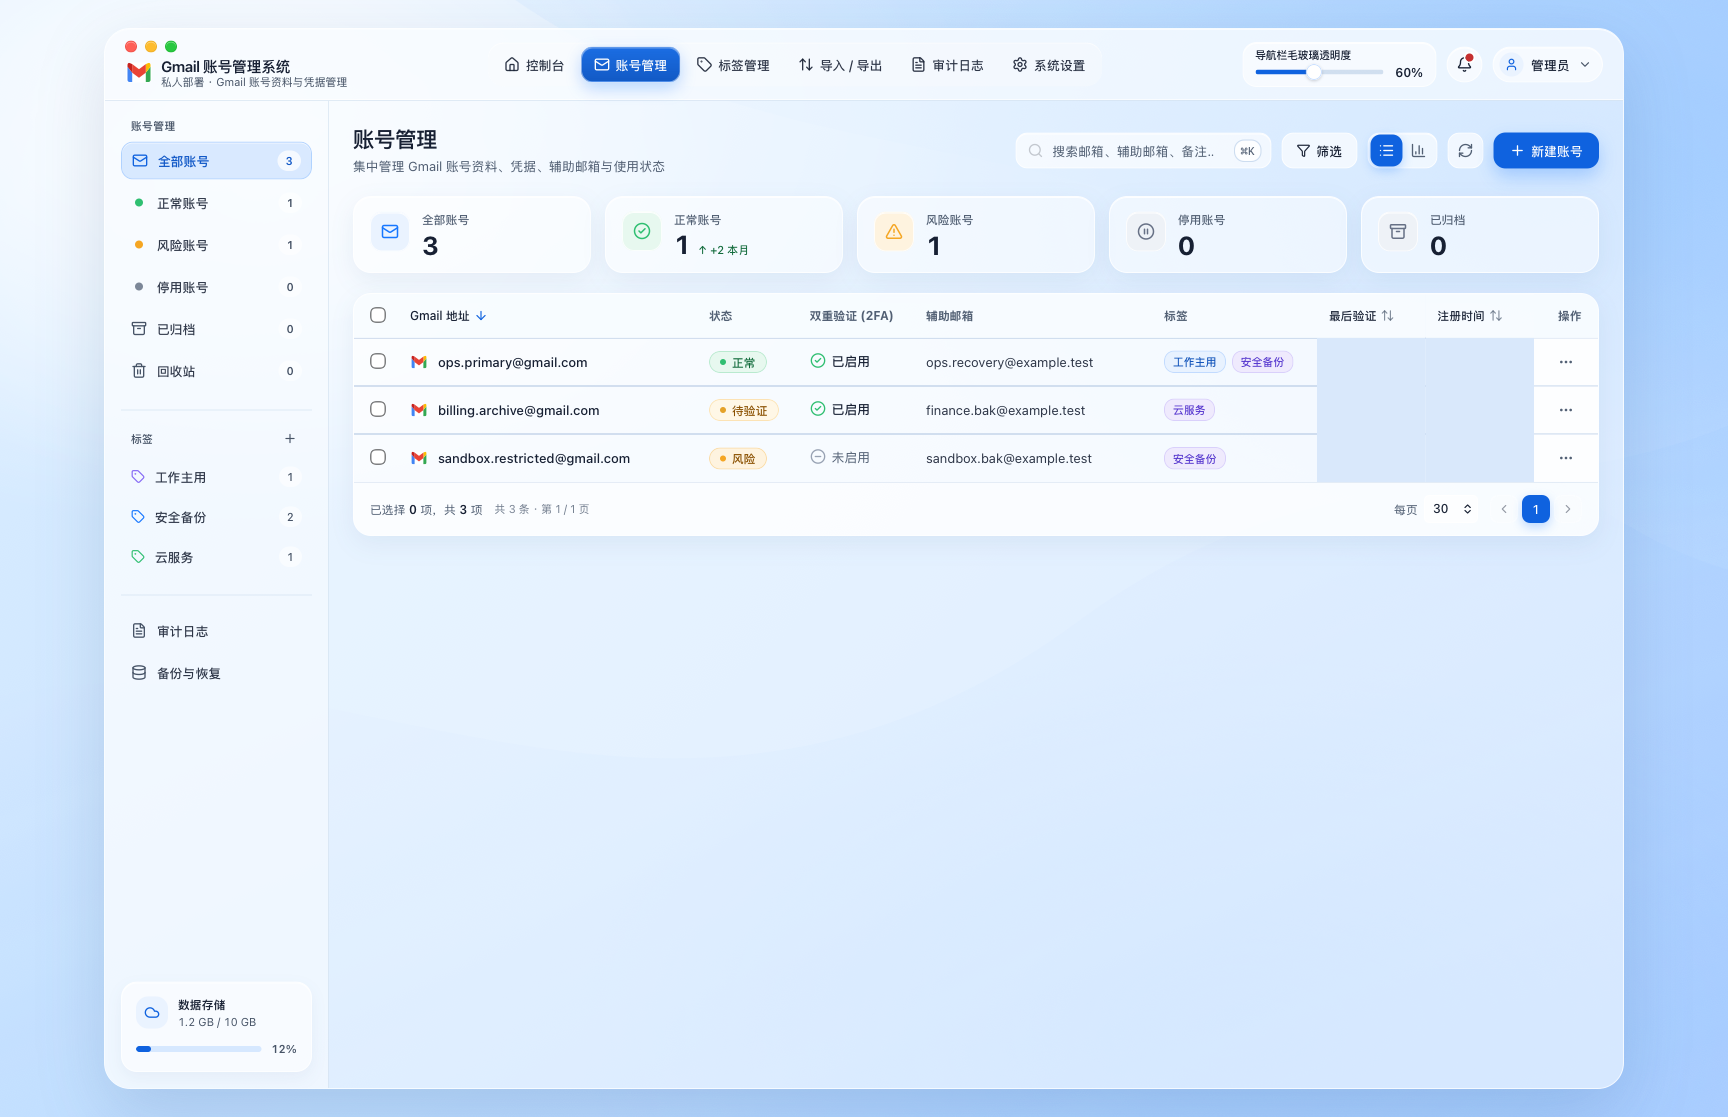 Gmail 账号管理系统
私人部署 · Gmail 账号资料与凭据管理
控制台
账号管理
标签管理
导入 / 导出
审计日志
系统设置
导航栏毛玻璃透明度
60%
管理员
账号管理
全部账号 3
正常账号 1
风险账号 1
停用账号 0
已归档 0
回收站 0
标签
工作主用 1
安全备份 2
云服务 1
审计日志
备份与恢复
数据存储
1.2 GB / 10 GB
12%
账号管理
集中管理 Gmail 账号资料、凭据、辅助邮箱与使用状态
搜索邮箱、辅助邮箱、备注.. ⌘K
筛选
新建账号
全部账号
3
正常账号
1 ↑ +2 本月
风险账号
1
停用账号
0
已归档
0
Gmail 地址 ↓ 状态 双重验证 (2FA) 辅助邮箱 标签 最后验证 ↑↓ 注册时间 ↑↓ 操作
ops.primary@gmail.com 正常 已启用 ops.recovery@example.test 工作主用 安全备份 ···
billing.archive@gmail.com 待验证 已启用 finance.bak@example.test 云服务 ···
sandbox.restricted@gmail.com 风险 未启用 sandbox.bak@example.test 安全备份 ···
已选择 0 项，共 3 项 共 3 条 · 第 1 / 1 页
每页 30 ‹ 1 ›